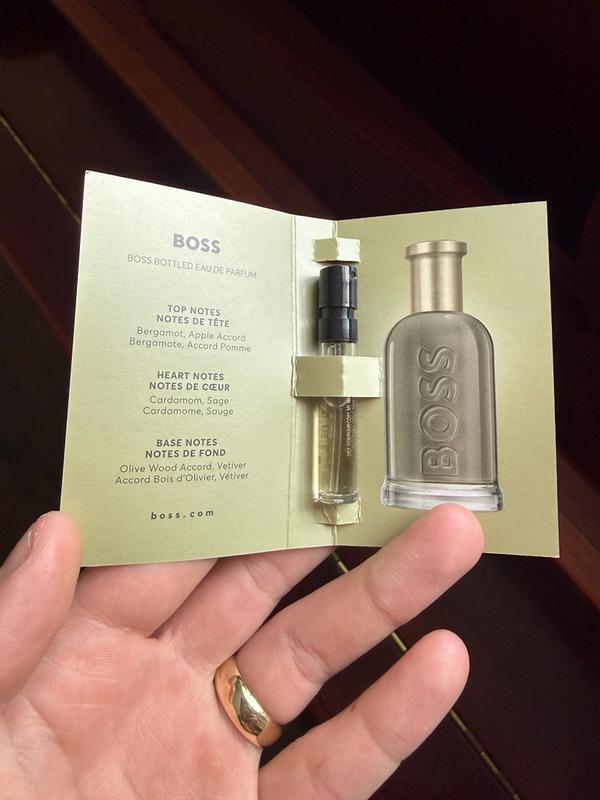 BOSS
BOSS BOTTLED EAU DE PARFUM
TOP NOTES
NOTES DE TÊTE
Bergamot, Apple Accord
Bergamote, Accord Pomme
HEART NOTES
NOTES DE CŒUR
Cardamom, Sage
Cardamome, Sauge
BASE NOTES
NOTES DE FOND
Olive Wood Accord, Vetiver
Accord Bois d'Olivier, Vétiver
boss.com
BOSS